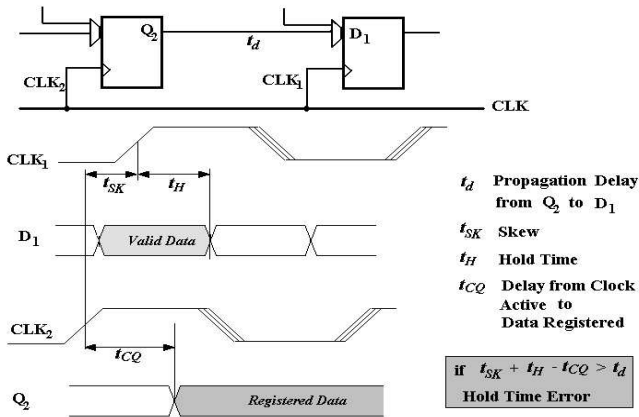 Q2
td
D1
CLK2
CLK1
CLK
CLK1
tSK
tH
D1
Valid Data
CLK2
tCQ
Q2
Registered Data
td Propagation Delay
from Q2 to D1
tSK Skew
tH Hold Time
tCQ Delay from Clock
Active to
Data Registered
if tSK + tH - tCQ > td
Hold Time Error